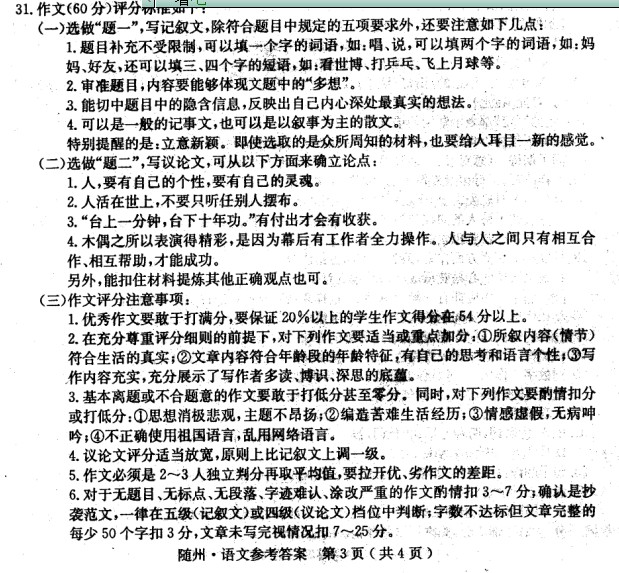 31.作文(60分)评分标准如下:
(一)选做“题一”,写记叙文,除符合题目中规定的五项要求外,还要注意如下几点:
1.题目补充不受限制,可以填一个字的词语,如:唱、说,可以填两个字的词语,如:妈
妈、好友,还可以填三、四个字的短语,如:看世博、打乒乓、飞上月球等。
2.审准题目,内容要能够体现文题中的“多想”。
3.能切中题目中的隐含信息,反映出自己内心深处最真实的想法。
4.可以是一般的记事文,也可以是以叙事为主的散文。
特别提醒的是:立意新颖。即使选取的是众所周知的材料,也要给人耳目一新的感觉。
(二)选做“题二”,写议论文,可从以下方面来确立论点:
1.人,要有自己的个性,要有自己的灵魂。
2.人活在世上,不要只听任别人摆布。
3.“台上一分钟,台下十年功。”有付出才会有收获。
4.木偶之所以表演得精彩,是因为幕后有工作者全力操作。人与人之间只有相互合
作、相互帮助,才能成功。
另外,能扣住材料提炼其他正确观点也可。
(三)作文评分注意事项:
1.优秀作文要敢于打满分,要保证20%以上的学生作文得分在54分以上。
2.在充分尊重评分细则的前提下,对下列作文要适当或重点加分:①所叙内容(情节)
符合生活的真实;②文章内容符合年龄段的年龄特征,有自己的思考和语言个性;③写
作内容充实,充分展示了写作者多读、博识、深思的底蕴。
3.基本离题或不合题意的作文要敢于打低分甚至零分。同时,对下列作文要酌情扣分
或打低分:①思想消极悲观,主题不昂扬;②编造苦难生活经历;③情感虚假,无病呻
吟;④不正确使用祖国语言,乱用网络语言。
4.议论文评分适当放宽,原则上比记叙文上调一级。
5.作文必须是2～3人独立判分再取平均值,要拉开优、劣作文的差距。
6.对于无题目、无标点、无段落、字迹难认、涂改严重的作文酌情扣3～7分;确认是抄
袭范文,一律在五级(记叙文)或四级(议论文)档位中判断;字数不达标但文章完整的
每少50个字扣3分,文章未写完视情况扣7～25分。
随州·语文参考答案 第3页(共4页)